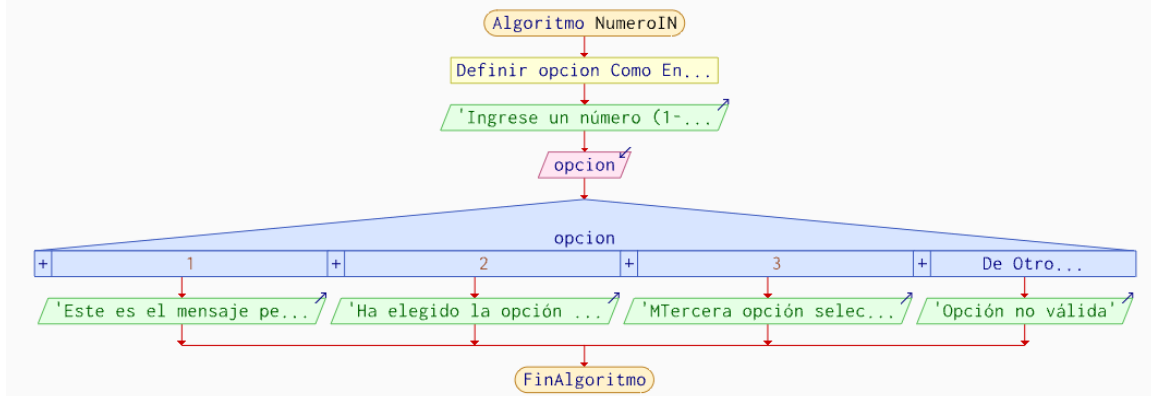 Algoritmo NumeroIN
Definir opcion Como En...
'Ingrese un número (1-...
opcion
opcion
+ 1 + 2 + 3 + De Otro...
'Este es el mensaje pe... 'Ha elegido la opción ... 'MTercera opción selec... 'Opción no válida'
FinAlgoritmo